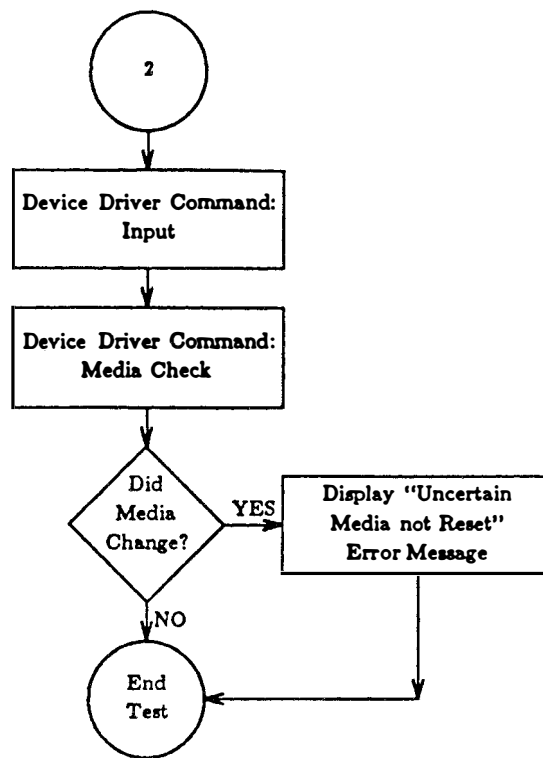 2
Device Driver Command:
Input
Device Driver Command:
Media Check
Did
Media
Change?
YES
Display “Uncertain
Media not Reset”
Error Message
NO
End
Test